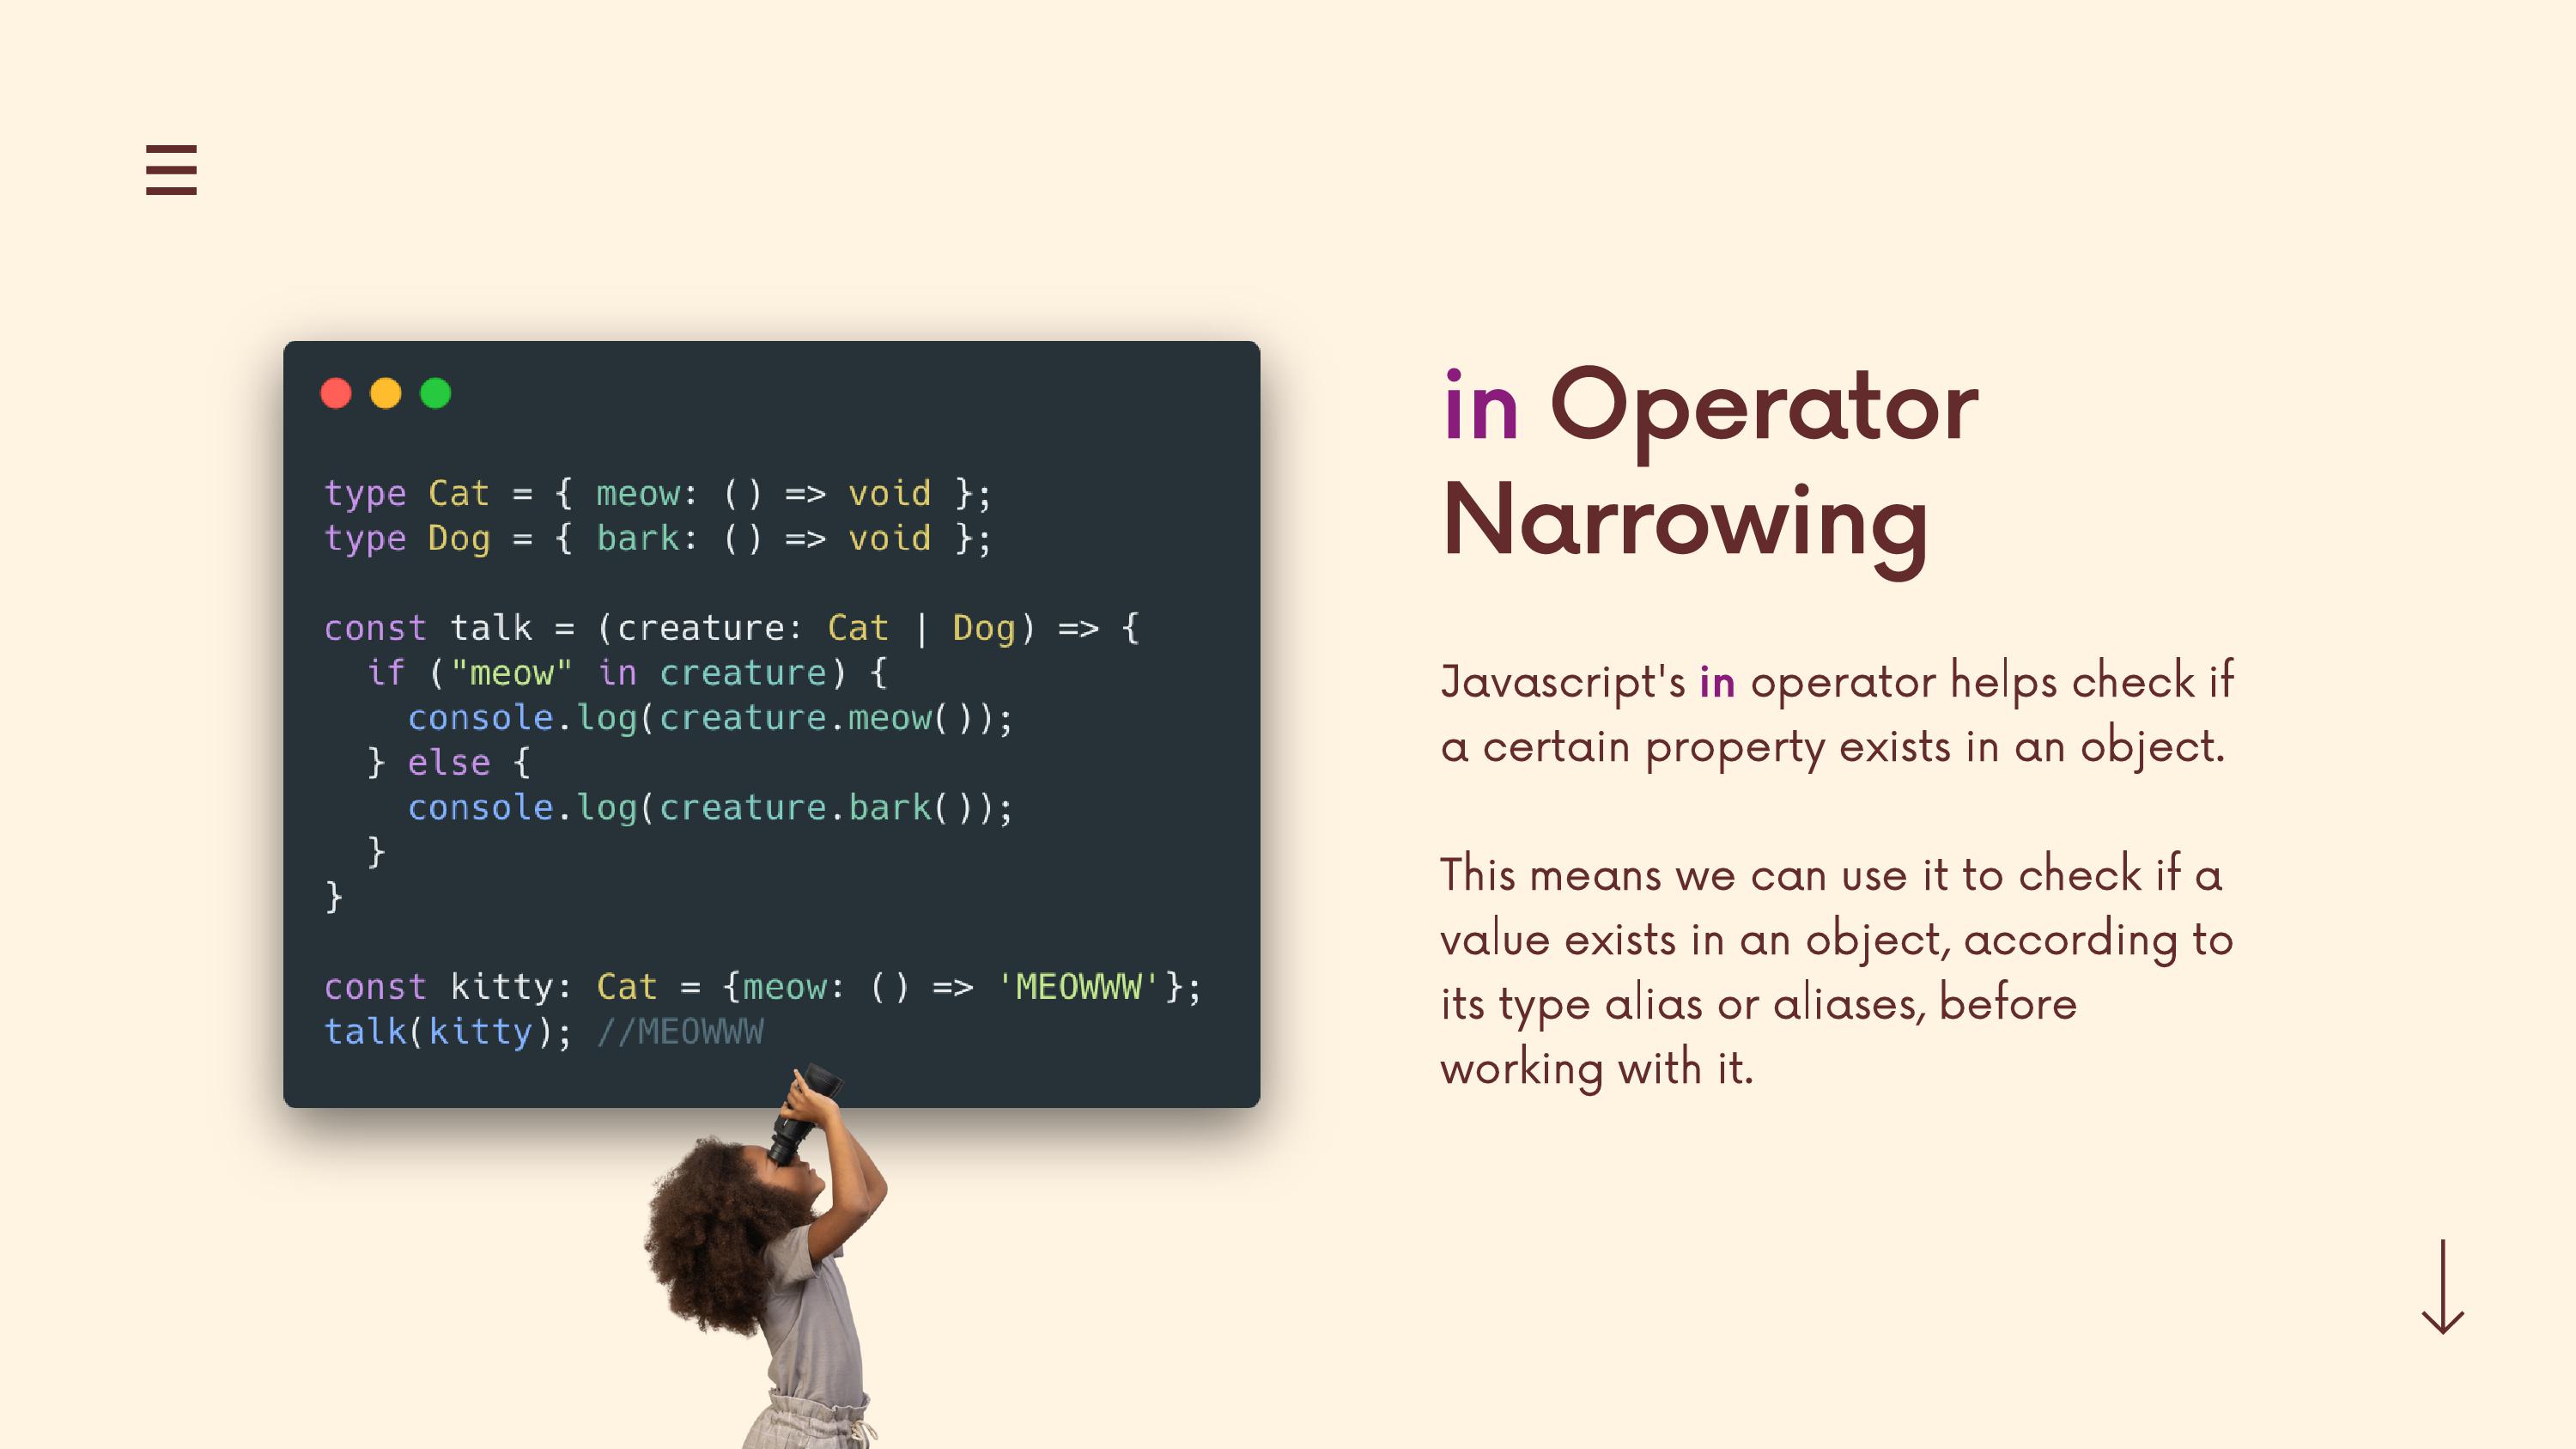 type Cat = { meow: () => void };
type Dog = { bark: () => void };
const talk = (creature: Cat | Dog) => {
if ("meow" in creature) {
console.log(creature.meow());
} else {
console.log(creature.bark());
}
}
const kitty: Cat = {meow: () => 'MEOWWW'};
talk(kitty); //MEOWWW
in Operator
Narrowing
Javascript's in operator helps check if
a certain property exists in an object.
This means we can use it to check if a
value exists in an object, according to
its type alias or aliases, before
working with it.